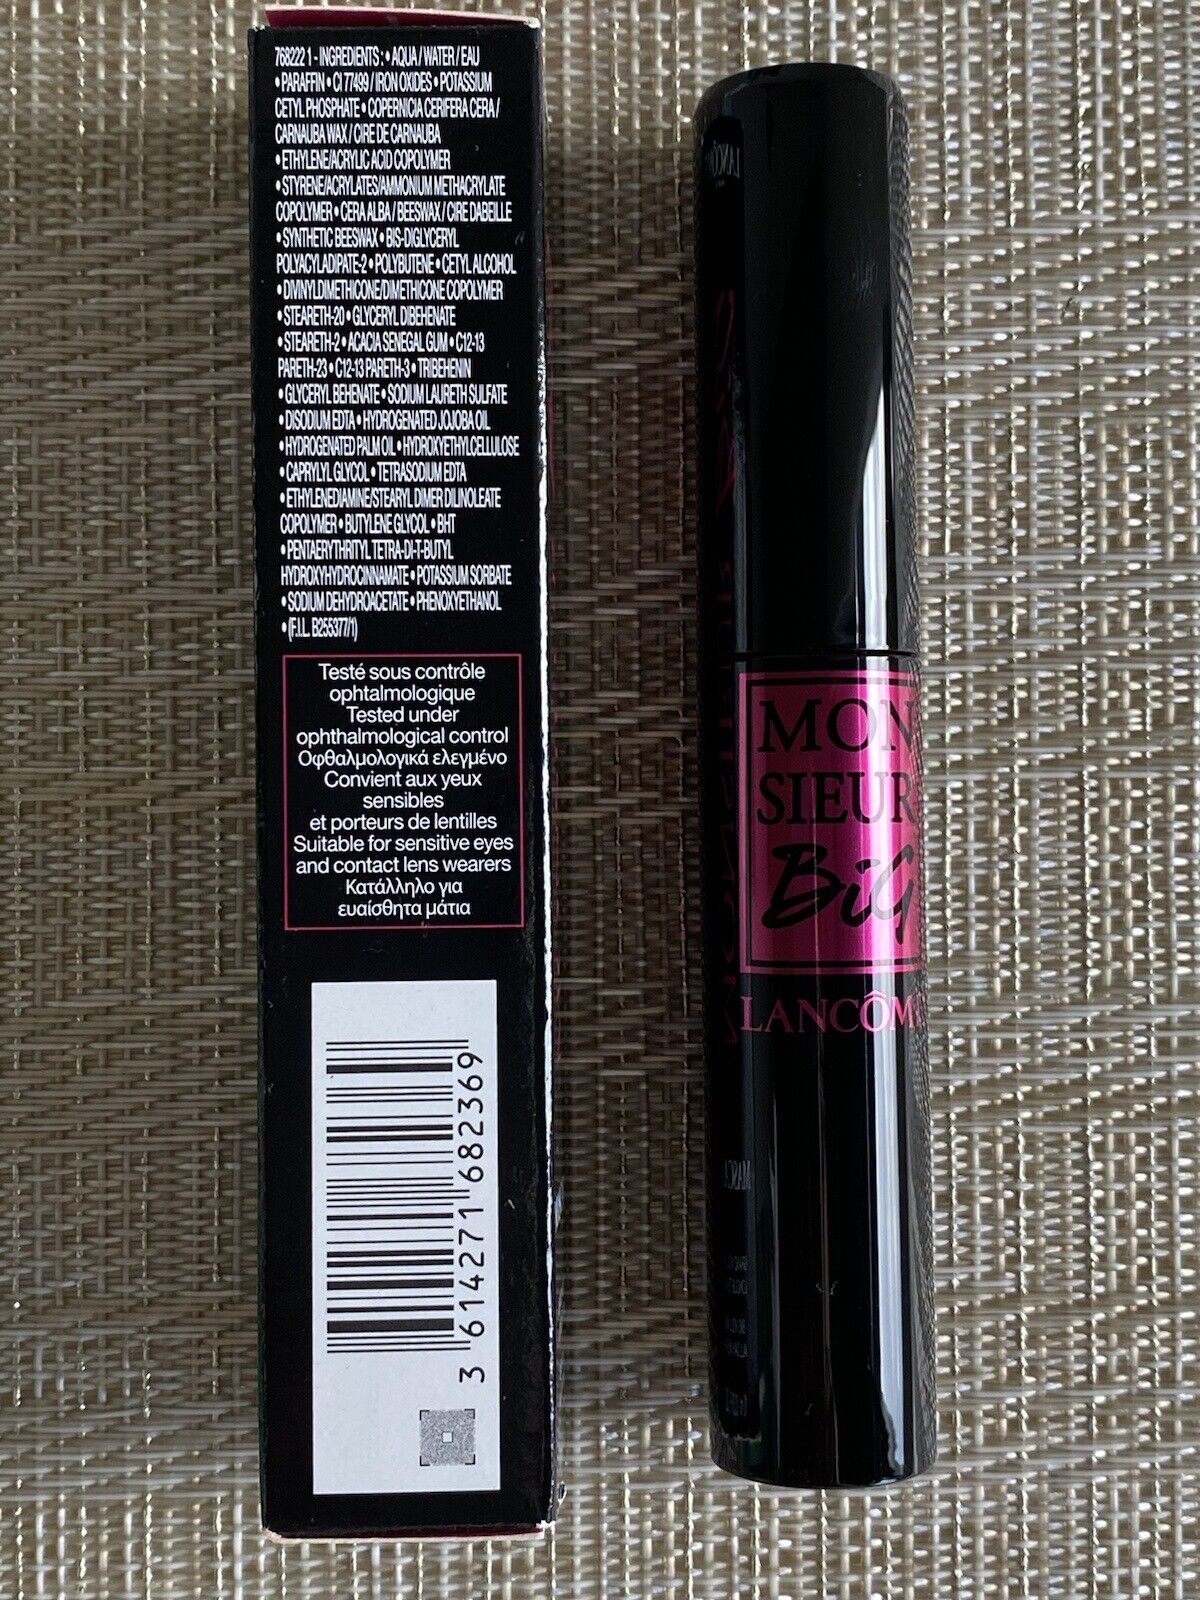 768222 1 - INGREDIENTS : • AQUA / WATER / EAU
• PARAFFIN • CI 77499 / IRON OXIDES • POTASSIUM
CETYL PHOSPHATE • COPERNICIA CERIFERA CERA /
CARNAUBA WAX / CIRE DE CARNAUBA
• ETHYLENE/ACRYLIC ACID COPOLYMER
• STYRENE/ACRYLATES/AMMONIUM METHACRYLATE
COPOLYMER • CERA ALBA / BEESWAX / CIRE DABEILLE
• SYNTHETIC BEESWAX • BIS-DIGLYCERYL
POLYACYLADIPATE-2 • POLYBUTENE • CETYL ALCOHOL
• DIVINYLDIMETHICONE/DIMETHICONE COPOLYMER
• STEARETH-20 • GLYCERYL DIBEHENATE
• STEARETH-2 • ACACIA SENEGAL GUM • C12-13
PARETH-23 • C12-13 PARETH-3 • TRIBEHENIN
• GLYCERYL BEHENATE • SODIUM LAURETH SULFATE
• DISODIUM EDTA • HYDROGENATED JOJOBA OIL
• HYDROGENATED PALM OIL • HYDROXYETHYLCELLULOSE
• CAPRYLYL GLYCOL • TETRASODIUM EDTA
• ETHYLENEDIAMINE/STEARYL DIMER DILINOLEATE
COPOLYMER • BUTYLENE GLYCOL • BHT
• PENTAERYTHRITYL TETRA-DI-T-BUTYL
HYDROXYHYDROCINNAMATE • POTASSIUM SORBATE
• SODIUM DEHYDROACETATE • PHENOXYETHANOL
• (F.I.L. B255377/1)
Testé sous contrôle
ophtalmologique
Tested under
ophthalmological control
Οφθαλμολογικά ελεγμένο
Convient aux yeux
sensibles
et porteurs de lentilles
Suitable for sensitive eyes
and contact lens wearers
Κατάλληλο για
ευαίσθητα μάτια
3 614271 682369
MON
SIEUR
BiG
LANCÔM